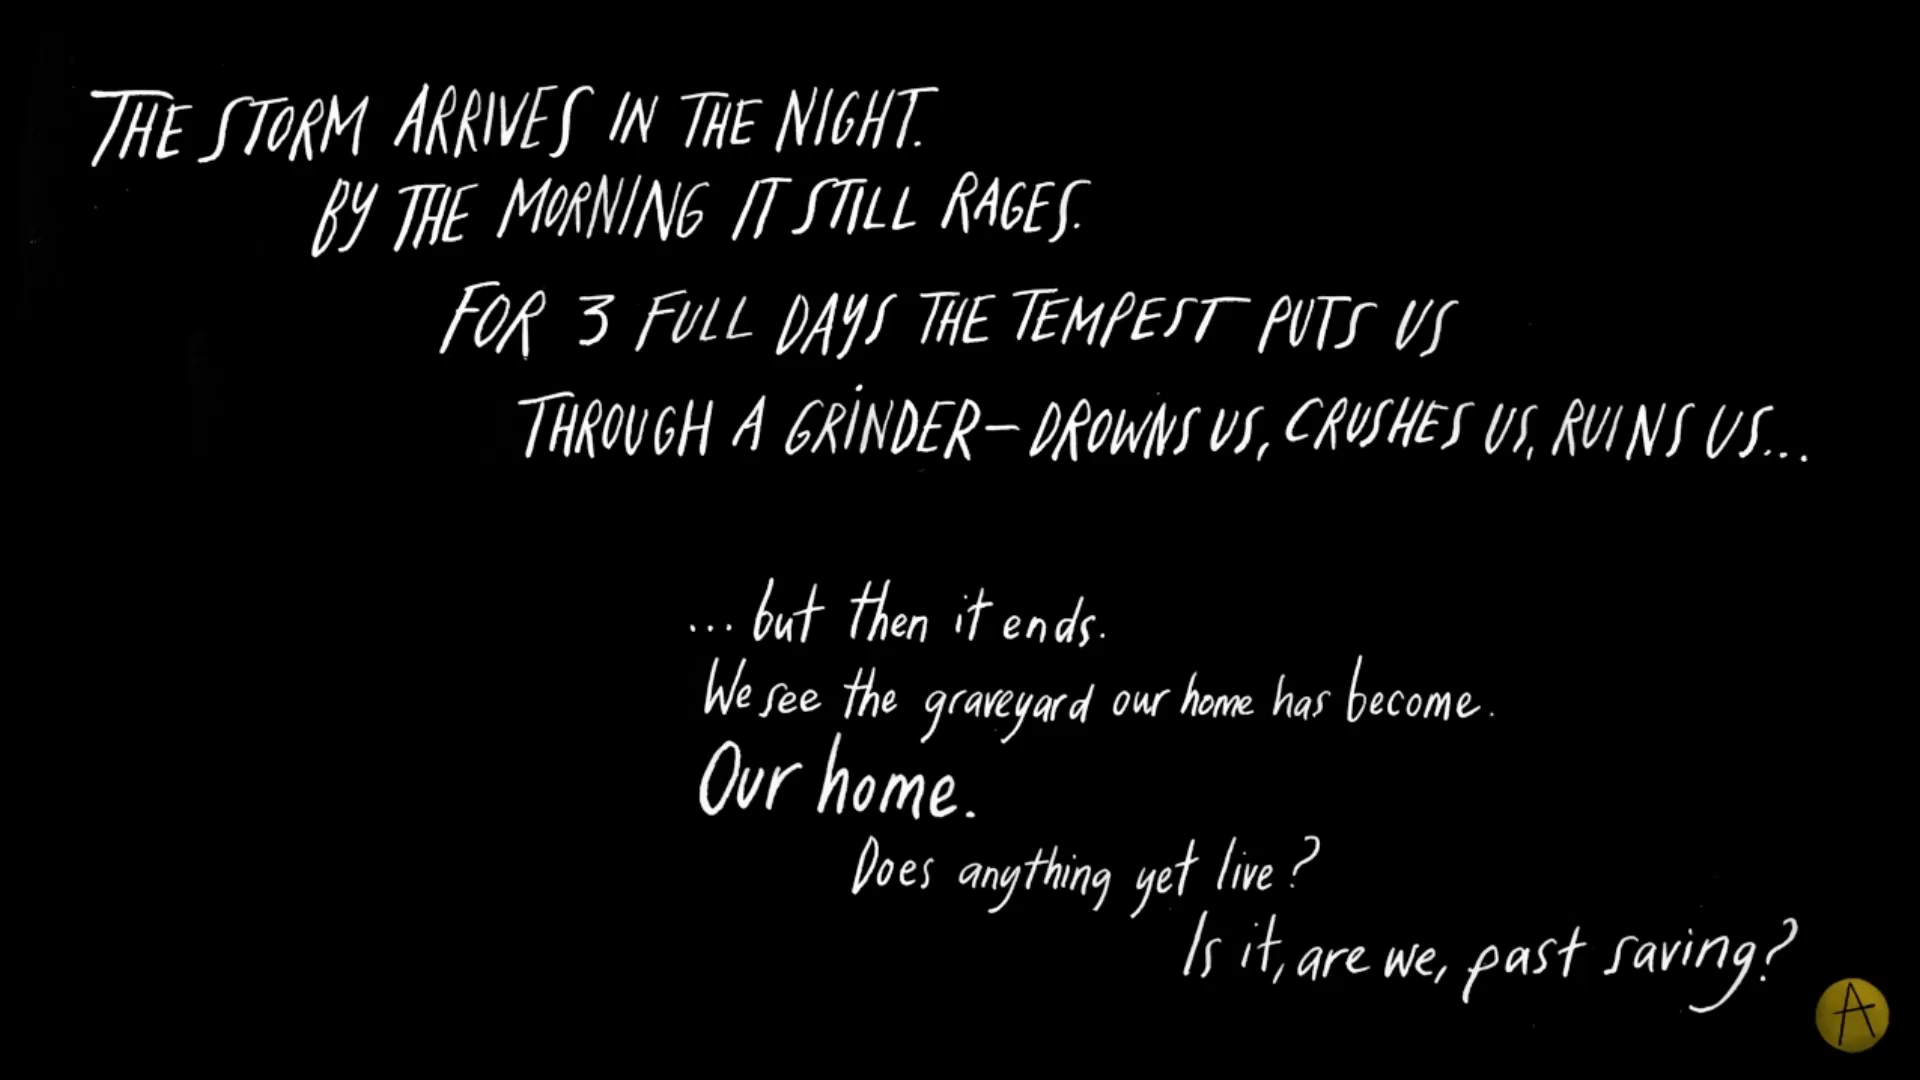 THE STORM ARRIVES IN THE NIGHT.
BY THE MORNING IT STILL RAGES.
FOR 3 FULL DAYS THE TEMPEST PUTS US
THROUGH A GRINDER – DROWNS US, CRUSHES US, RUINS US...
...but then it ends.
We see the graveyard our home has become.
Our home.
Does anything yet live?
Is it, are we, past saving?
A